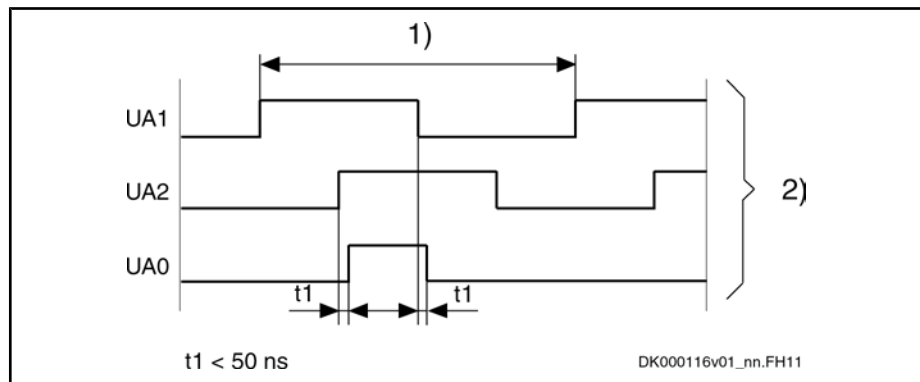 1)
UA1
UA2
2)
UA0
t1 t1
t1 < 50 ns
DK000116v01_nn.FH11